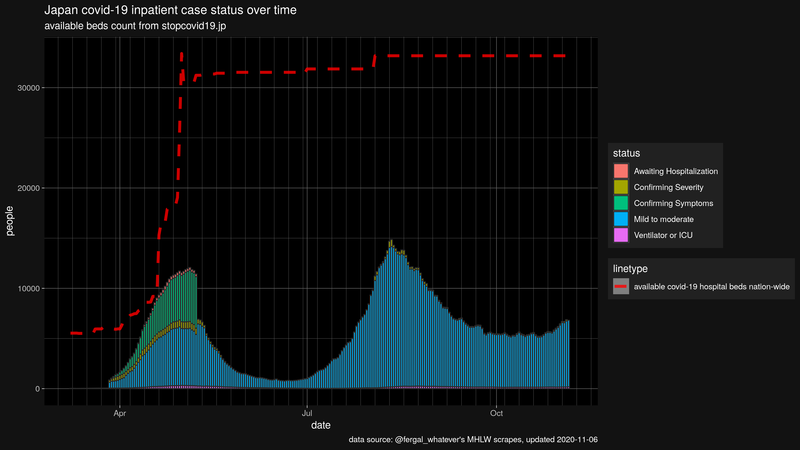 Japan covid-19 inpatient case status over time
available beds count from stopcovid19.jp
people
30000
20000
10000
0
Apr
Jul
Oct
date
status
Awaiting Hospitalization
Confirming Severity
Confirming Symptoms
Mild to moderate
Ventilator or ICU
linetype
available covid-19 hospital beds nation-wide
data source: @fergal_whatever's MHLW scrapes, updated 2020-11-06